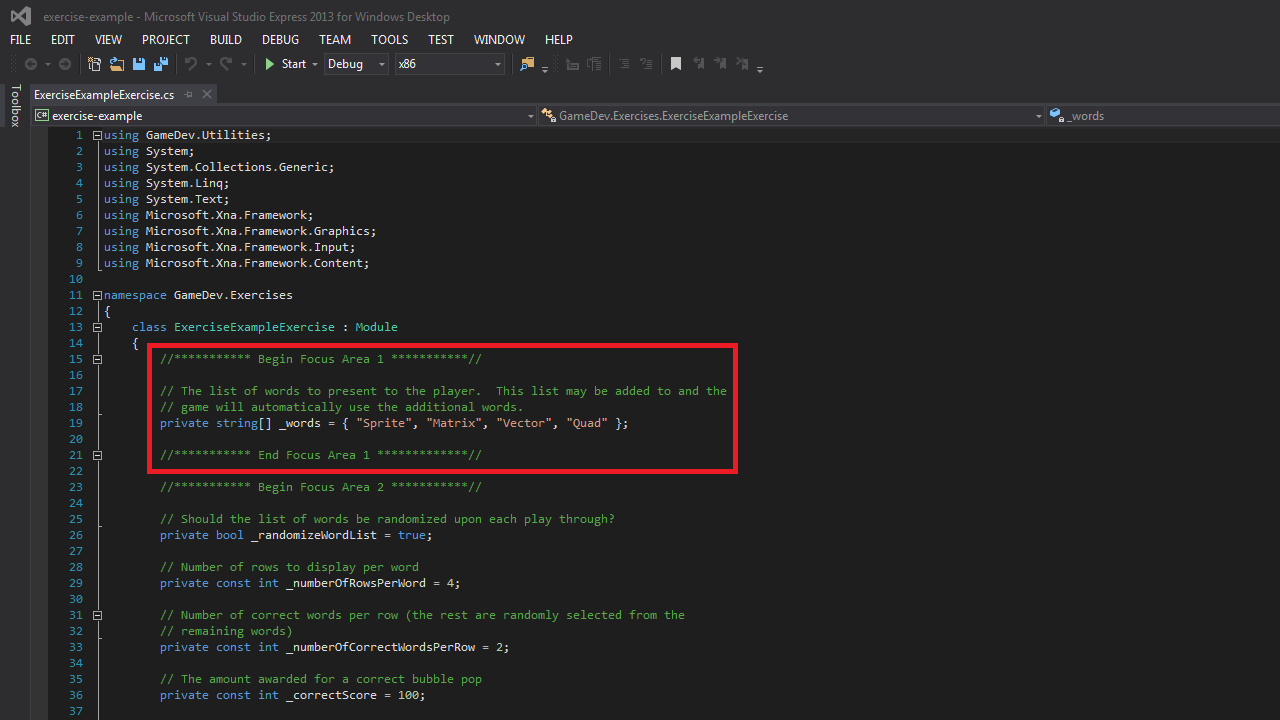 exercise-example - Microsoft Visual Studio Express 2013 for Windows Desktop
FILE EDIT VIEW PROJECT BUILD DEBUG TEAM TOOLS TEST WINDOW HELP
Start Debug x86
Toolbox
ExerciseExampleExercise.cs
C# exercise-example GameDev.Exercises.ExerciseExampleExercise _words
1 using GameDev.Utilities;
2 using System;
3 using System.Collections.Generic;
4 using System.Linq;
5 using System.Text;
6 using Microsoft.Xna.Framework;
7 using Microsoft.Xna.Framework.Graphics;
8 using Microsoft.Xna.Framework.Input;
9 using Microsoft.Xna.Framework.Content;
10
11 namespace GameDev.Exercises
12 {
13 class ExerciseExampleExercise : Module
14 {
15 //*********** Begin Focus Area 1 ***********//
16
17 // The list of words to present to the player.  This list may be added to and the
18 // game will automatically use the additional words.
19 private string[] _words = { "Sprite", "Matrix", "Vector", "Quad" };
20
21 //*********** End Focus Area 1 *************//
22
23 //*********** Begin Focus Area 2 ***********//
24
25 // Should the list of words be randomized upon each play through?
26 private bool _randomizeWordList = true;
27
28 // Number of rows to display per word
29 private const int _numberOfRowsPerWord = 4;
30
31 // Number of correct words per row (the rest are randomly selected from the
32 // remaining words)
33 private const int _numberOfCorrectWordsPerRow = 2;
34
35 // The amount awarded for a correct bubble pop
36 private const int _correctScore = 100;
37